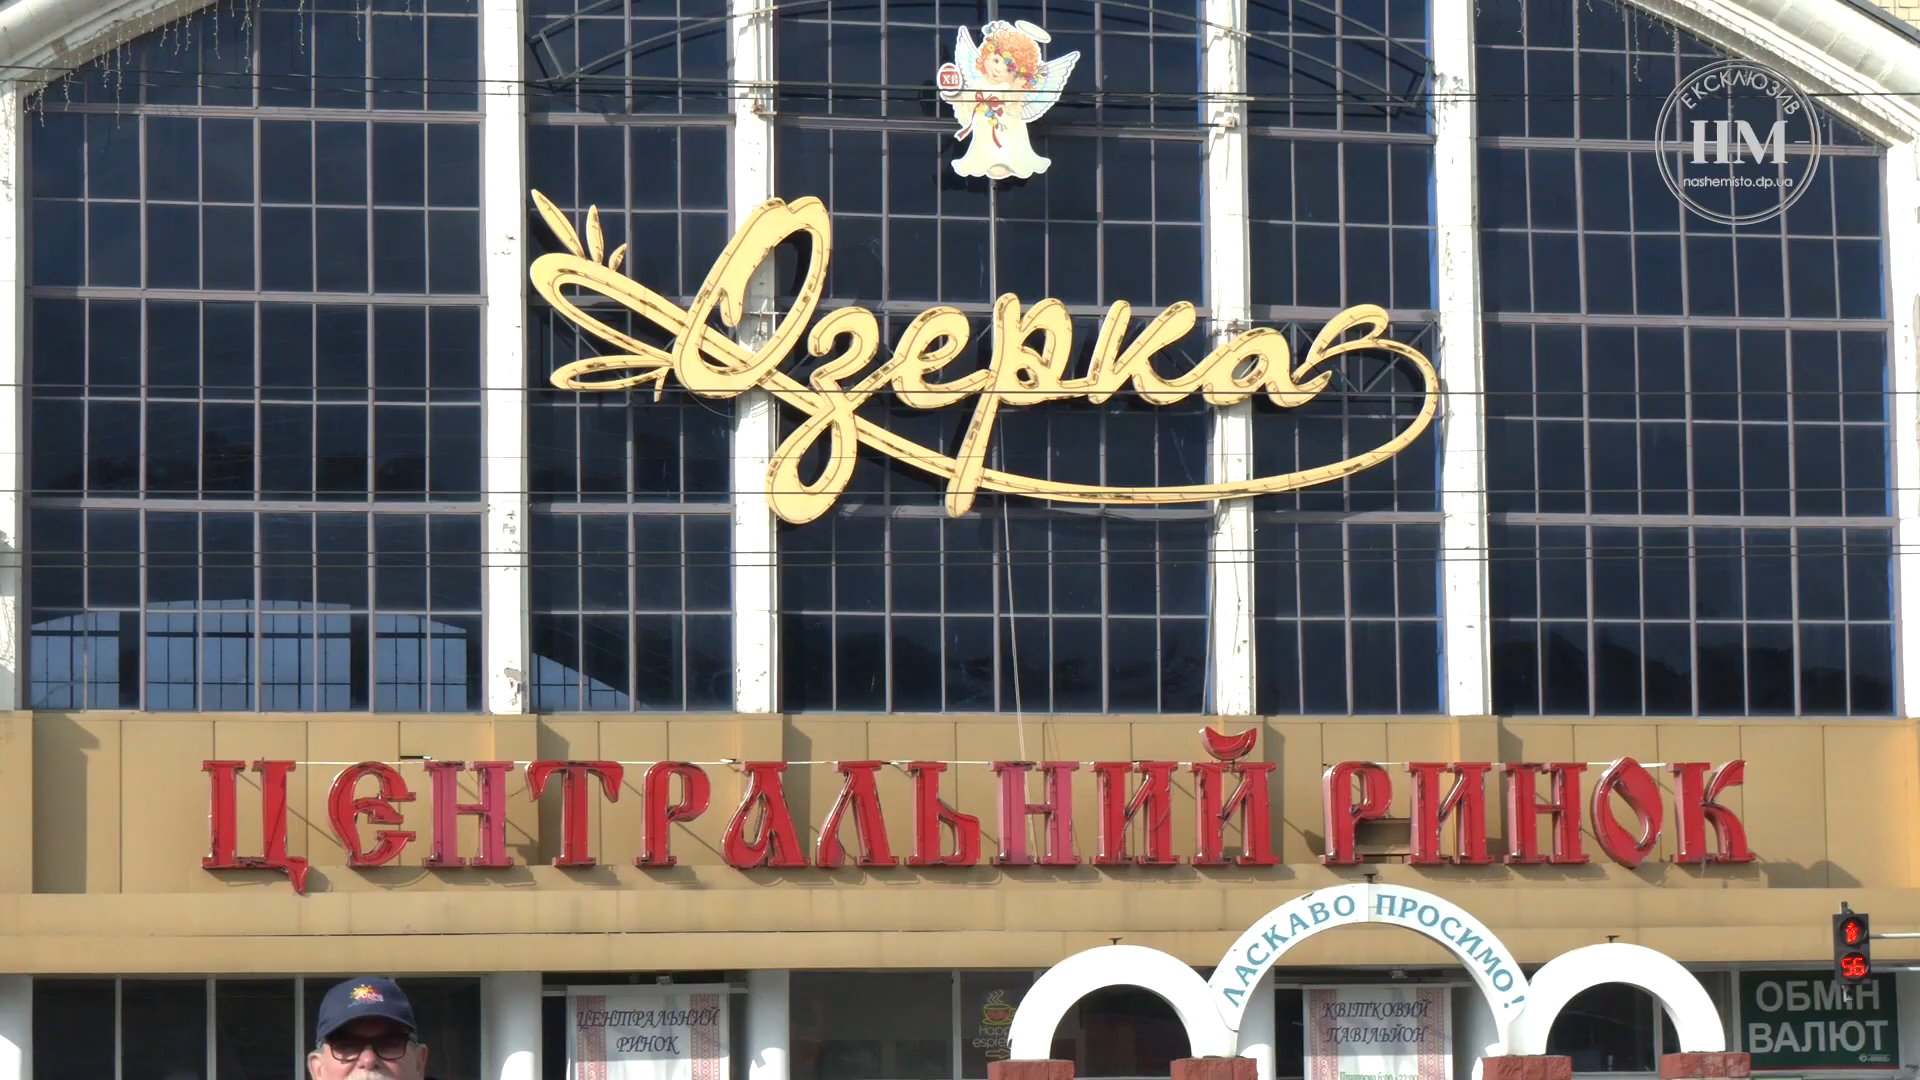 ХВ
ЕКСКЛЮЗИВ
НМ
nashemisto.dp.ua
Озерка
ЦЕНТРАЛЬНИЙ РИНОК
ЛАСКАВО ПРОСИМО!
56
ОБМІН
ВАЛЮТ
ЦЕНТРАЛЬНИЙ
РИНОК
КВІТКОВИЙ
ПАВІЛЬЙОН